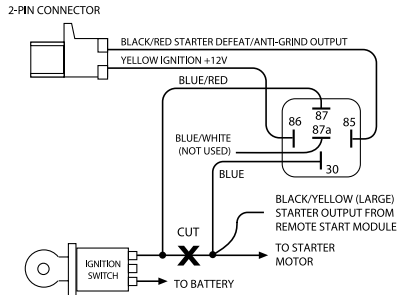 2-PIN CONNECTOR
BLACK/RED STARTER DEFEAT/ANTI-GRIND OUTPUT
YELLOW IGNITION +12V
BLUE/RED
86
87
87a
85
30
BLUE/WHITE
(NOT USED)
BLUE
BLACK/YELLOW (LARGE)
STARTER OUTPUT FROM
REMOTE START MODULE
CUT
TO STARTER
MOTOR
IGNITION
SWITCH
TO BATTERY